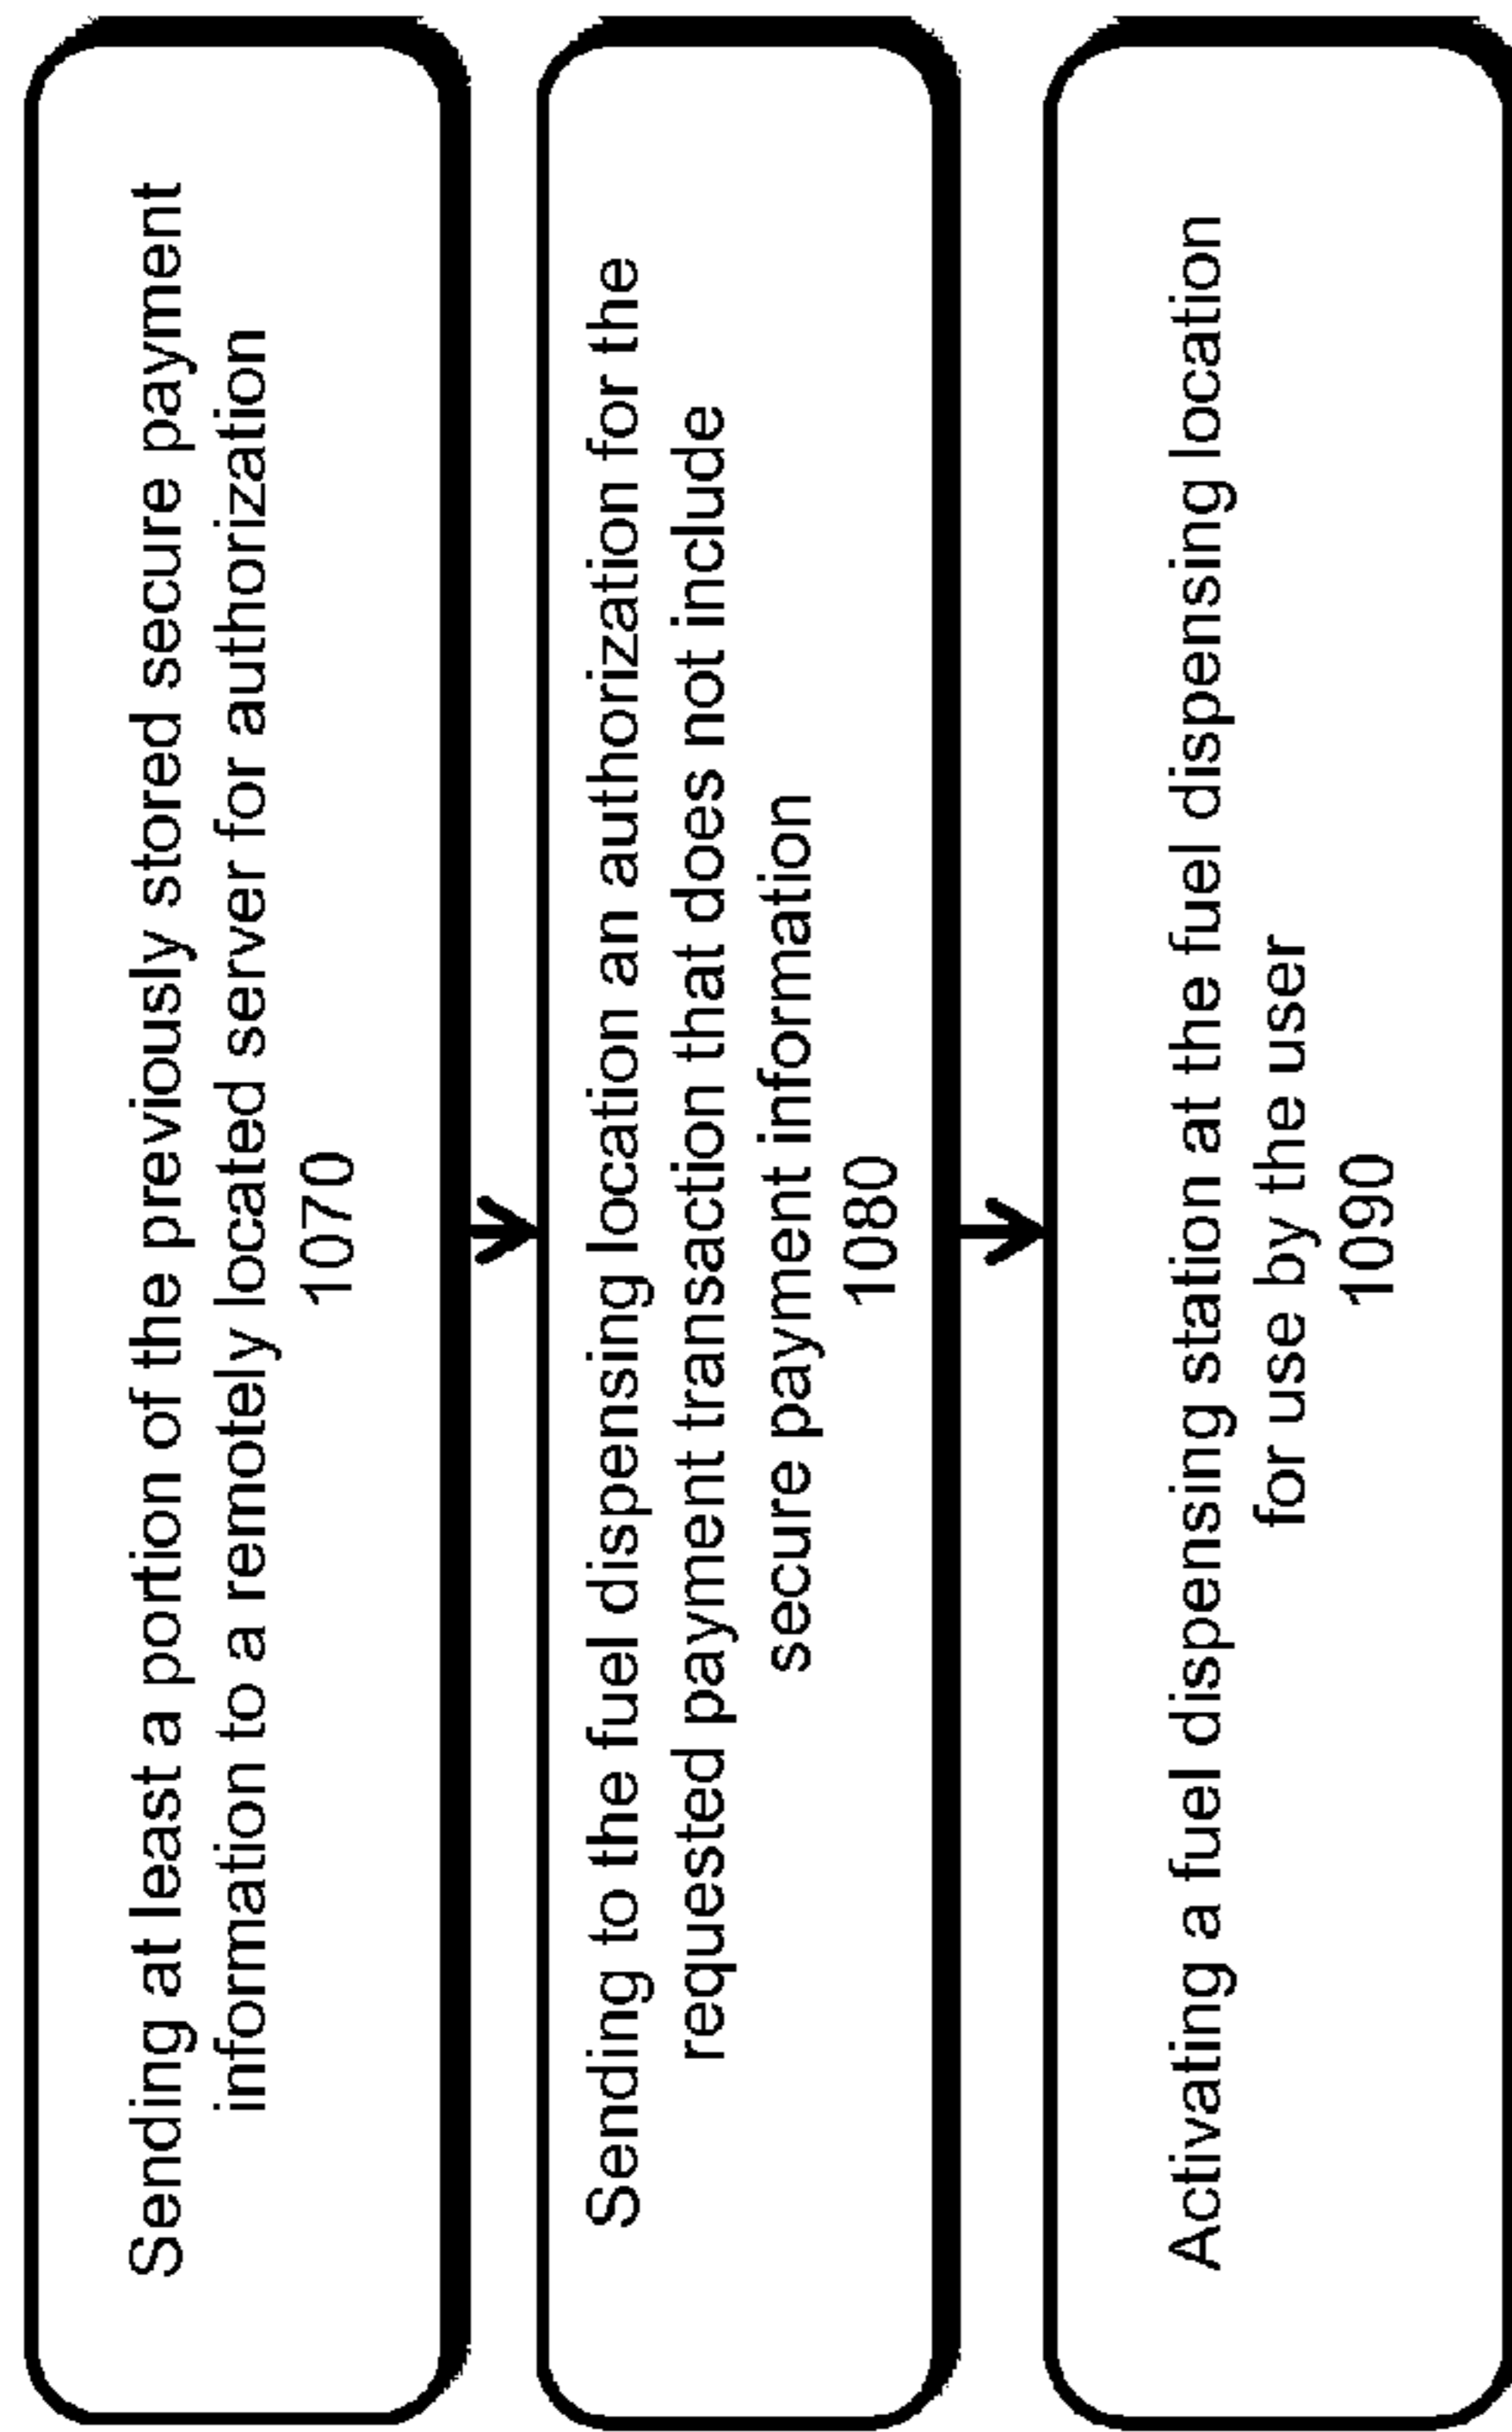 Sending at least a portion of the previously stored secure payment
information to a remotely located server for authorization
1070
Sending to the fuel dispensing location an authorization for the
requested payment transaction that does not include
secure payment information
1080
Activating a fuel dispensing station at the fuel dispensing location
for use by the user
1090